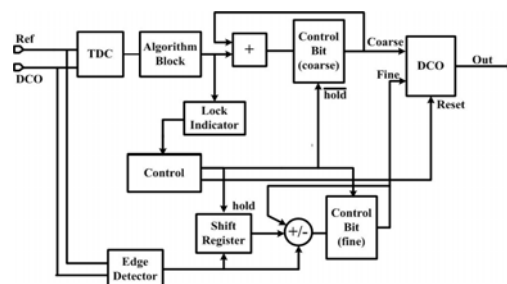 Ref
DCO
TDC
Algorithm
Block
+
Control
Bit
(coarse)
Coarse
Fine
DCO
Out
Reset
hold
Lock
Indicator
Control
hold
Shift
Register
+/-
Control
Bit
(fine)
Edge
Detector